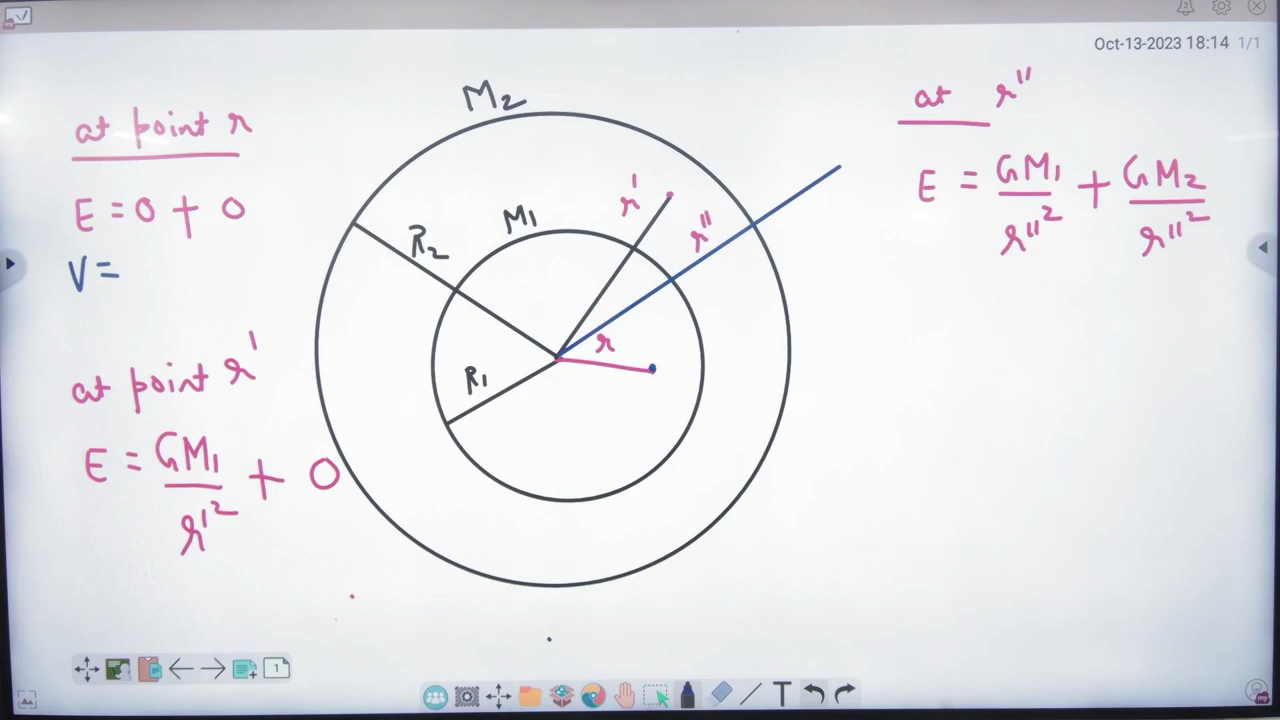 Oct-13-2023 18:14 1/1
at point r
E = 0 + 0
V =
at point r'
E = GM₁/r'² + 0
M₂
M₁
R₂
R₁
r'
r''
r
at r''
E = GM₁/r''² + GM₂/r''²
1
T